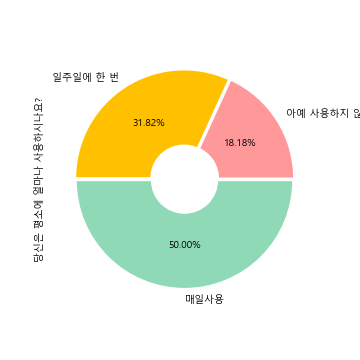 일주일에 한 번
31.82%
아예 사용하지 않
18.18%
당신은 평소에 얼마나 사용하시나요?
50.00%
매일사용